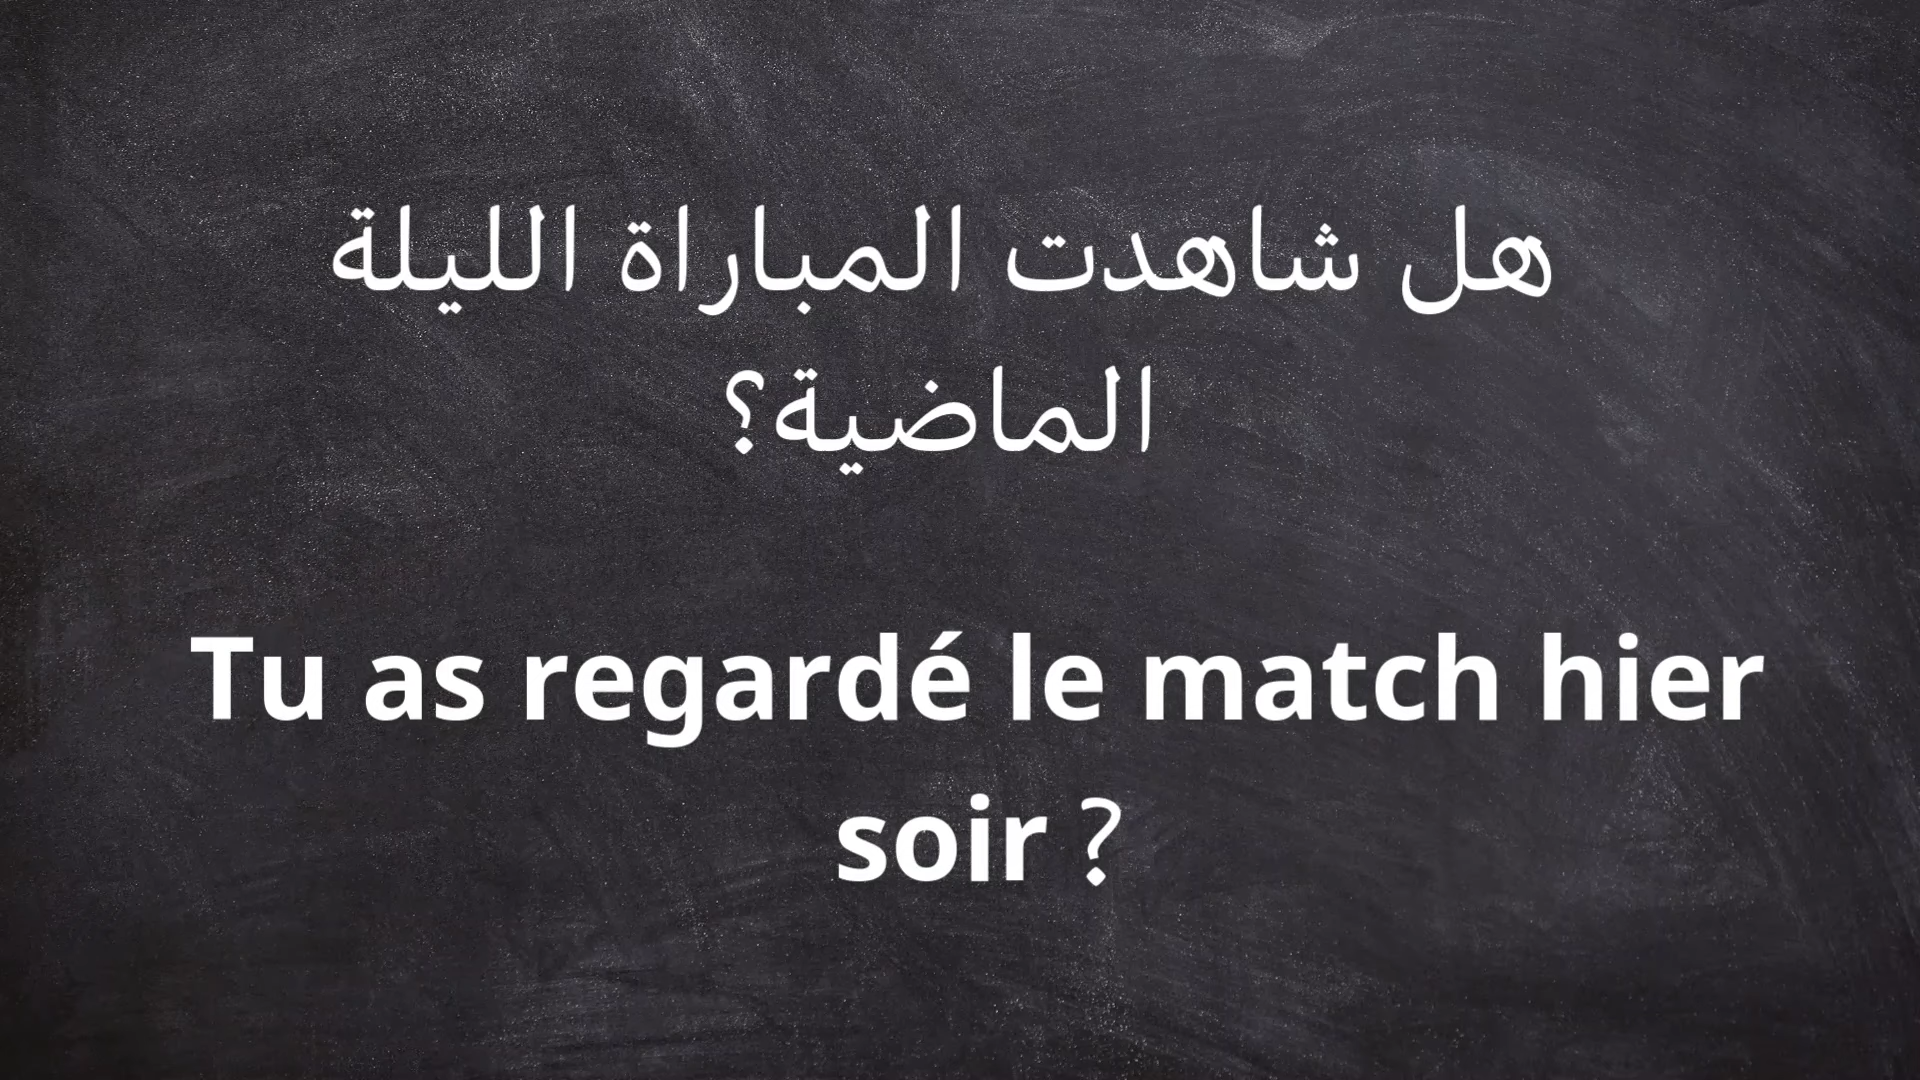 هل شاهدت المباراة الليلة
الماضية؟
Tu as regardé le match hier
soir ?